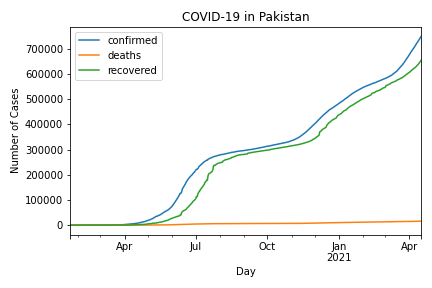 COVID-19 in Pakistan
confirmed
deaths
recovered
Number of Cases
700000
600000
500000
400000
300000
200000
100000
0
Apr Jul Oct Jan Apr
2021
Day